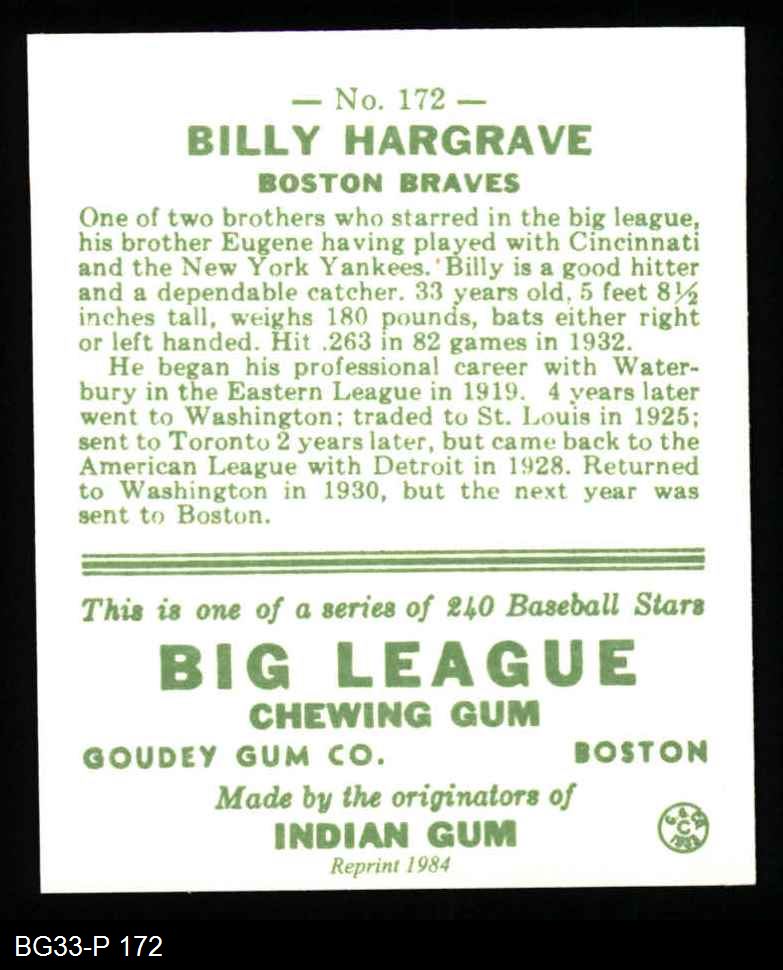 — No. 172 —
BILLY HARGRAVE
BOSTON BRAVES
One of two brothers who starred in the big league,
his brother Eugene having played with Cincinnati
and the New York Yankees. Billy is a good hitter
and a dependable catcher. 33 years old, 5 feet 8½
inches tall, weighs 180 pounds, bats either right
or left handed. Hit .263 in 82 games in 1932.
He began his professional career with Water-
bury in the Eastern League in 1919. 4 years later
went to Washington; traded to St. Louis in 1925;
sent to Toronto 2 years later, but came back to the
American League with Detroit in 1928. Returned
to Washington in 1930, but the next year was
sent to Boston.
This is one of a series of 240 Baseball Stars
BIG LEAGUE
CHEWING GUM
GOUDEY GUM CO. BOSTON
Made by the originators of
INDIAN GUM
Reprint 1984
BG33-P 172